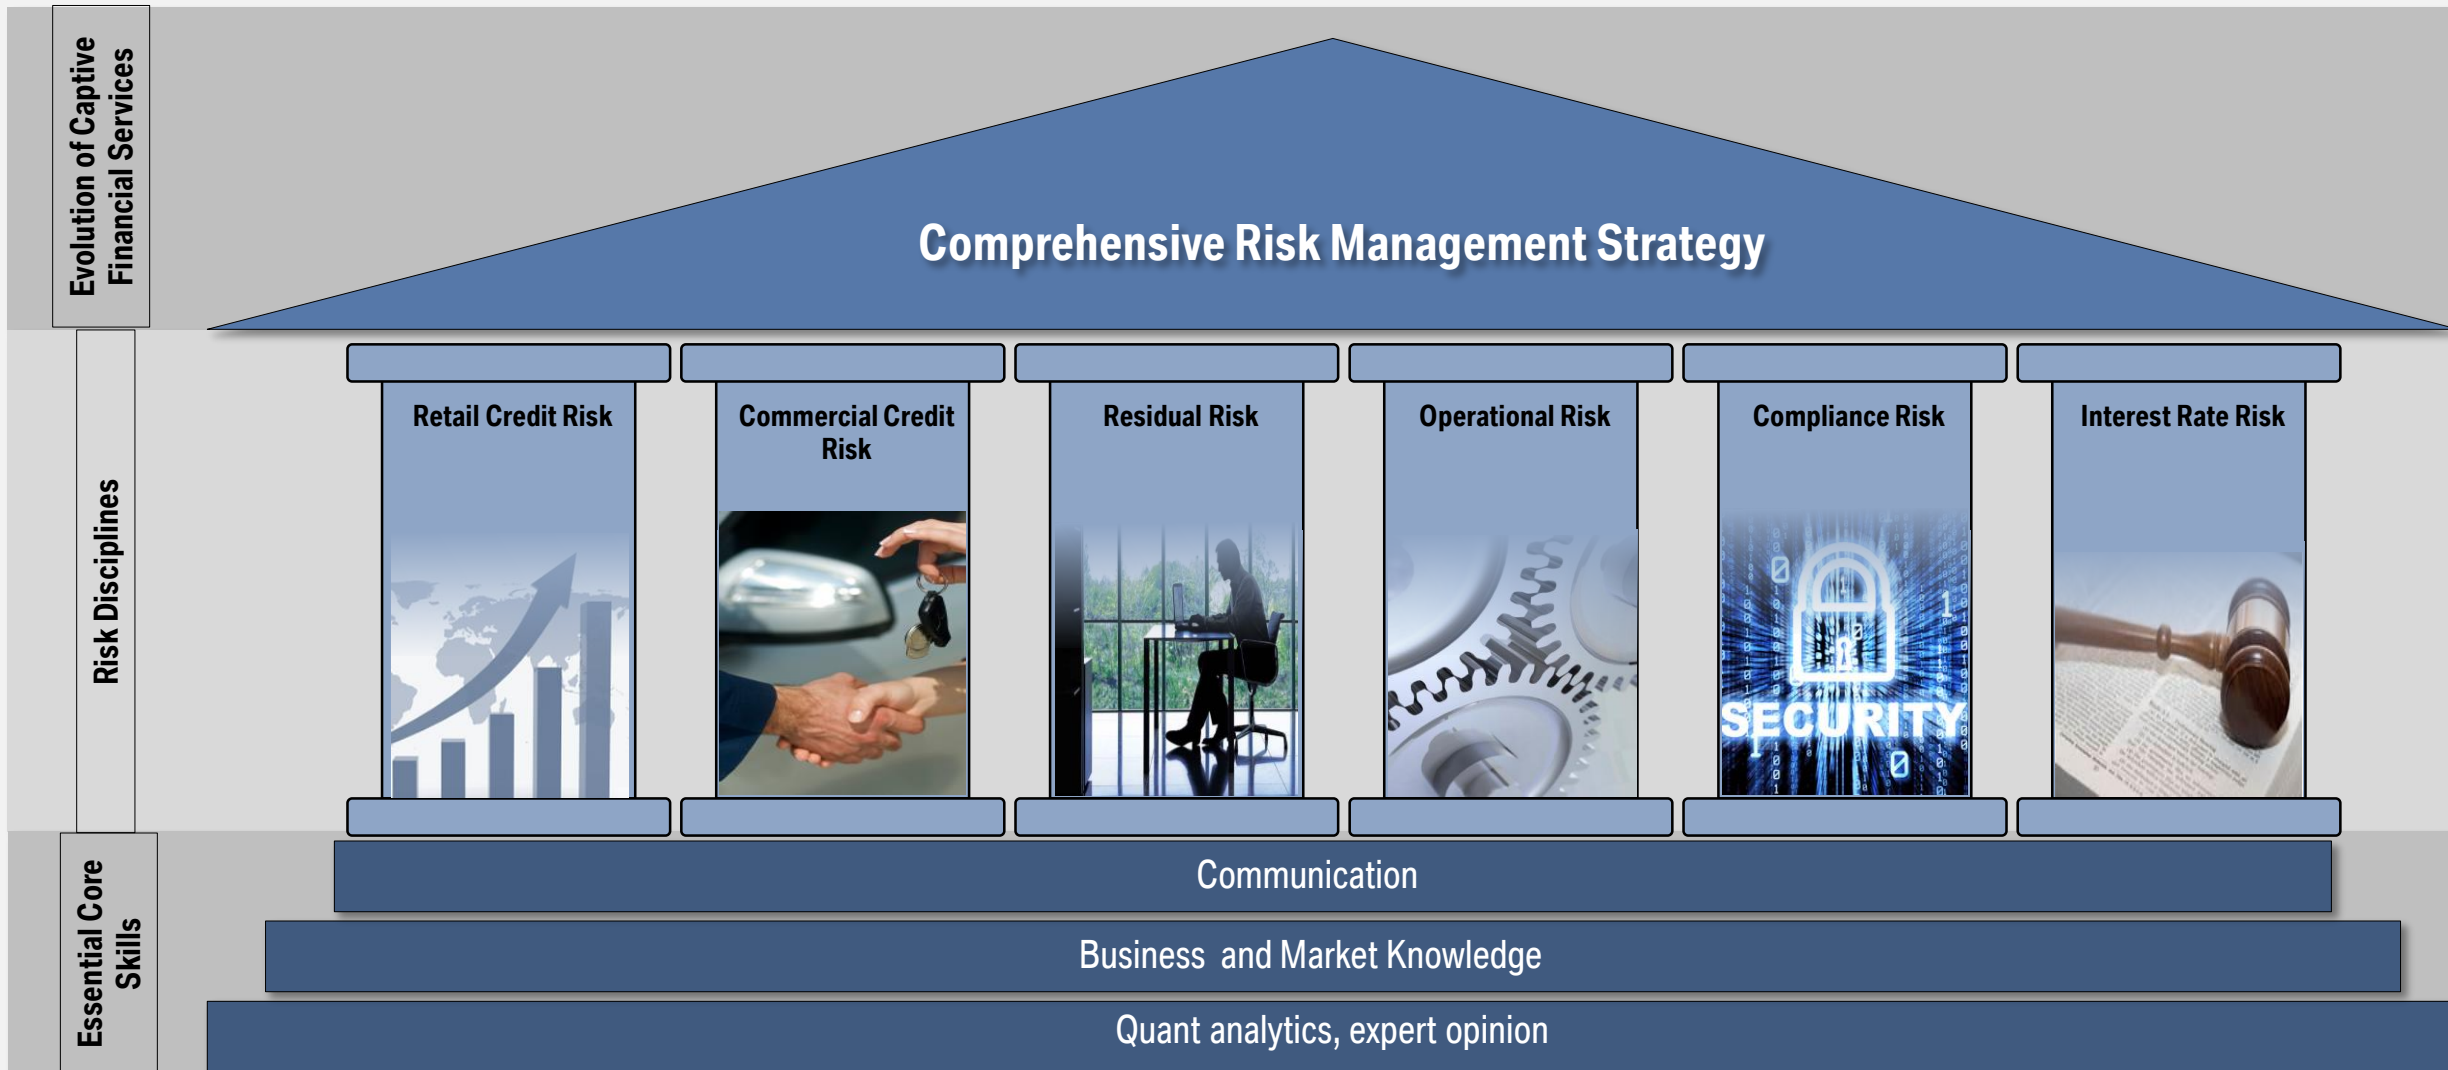 Evolution of Captive
Financial Services
Comprehensive Risk Management Strategy
Risk Disciplines
Retail Credit Risk
Commercial Credit
Risk
Residual Risk
Operational Risk
Compliance Risk
SECURITY
Interest Rate Risk
Essential Core
Skills
Communication
Business  and Market Knowledge
Quant analytics, expert opinion